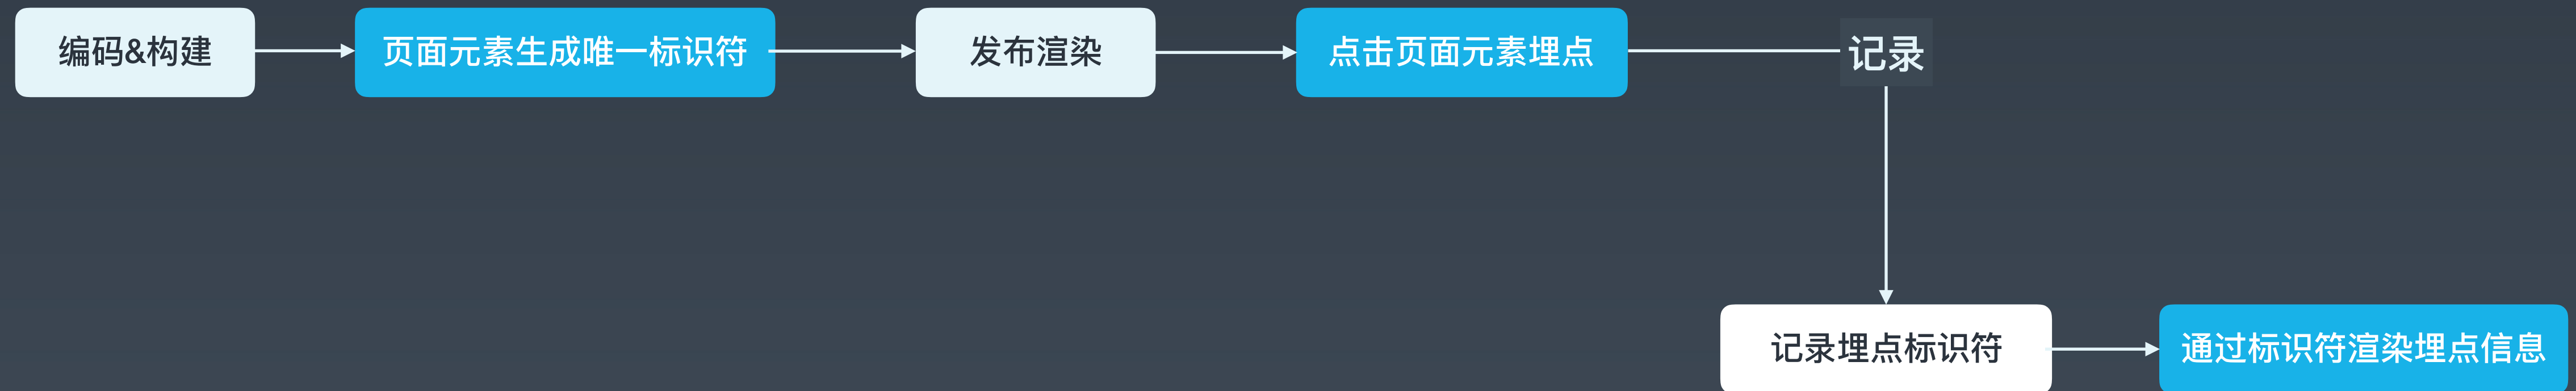 编码&构建
页面元素生成唯一标识符
发布渲染
点击页面元素埋点
记录
记录埋点标识符
通过标识符渲染埋点信息